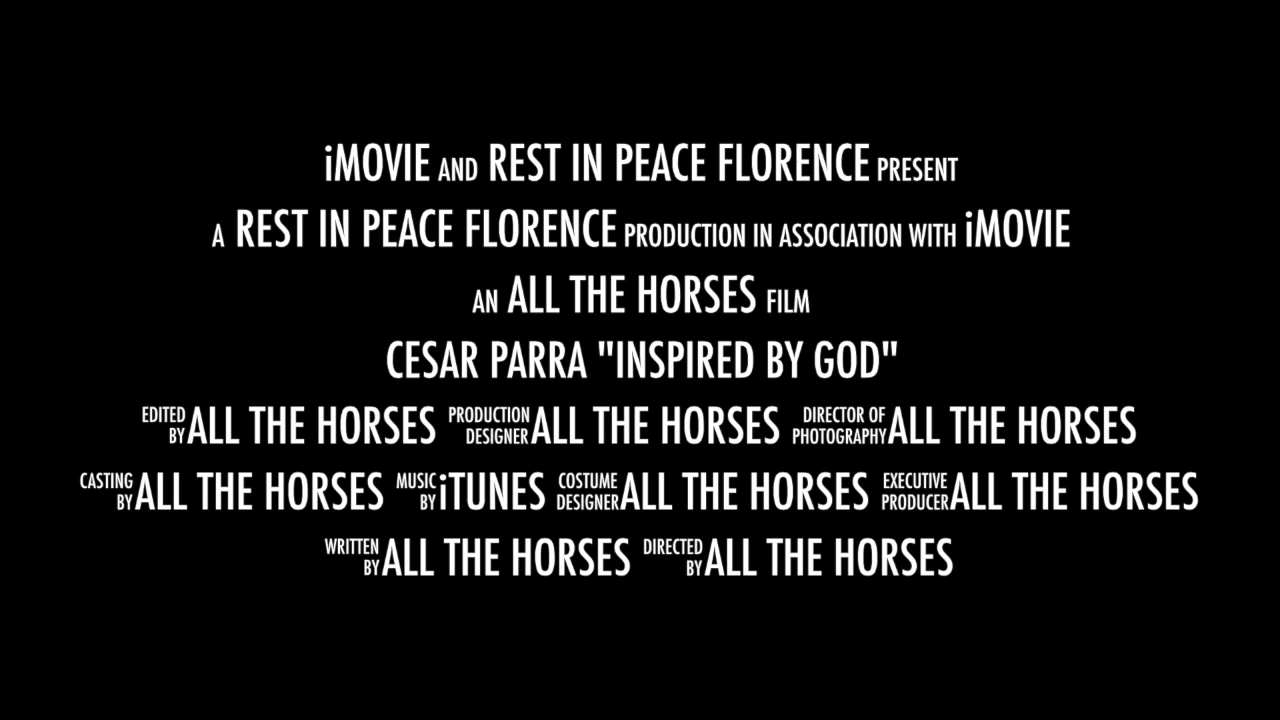 iMOVIE AND REST IN PEACE FLORENCE PRESENT
A REST IN PEACE FLORENCE PRODUCTION IN ASSOCIATION WITH iMOVIE
AN ALL THE HORSES FILM
CESAR PARRA "INSPIRED BY GOD"
EDITED BY ALL THE HORSES PRODUCTION DESIGNER ALL THE HORSES DIRECTOR OF PHOTOGRAPHY ALL THE HORSES
CASTING BY ALL THE HORSES MUSIC BY iTUNES COSTUME DESIGNER ALL THE HORSES EXECUTIVE PRODUCER ALL THE HORSES
WRITTEN BY ALL THE HORSES DIRECTED BY ALL THE HORSES